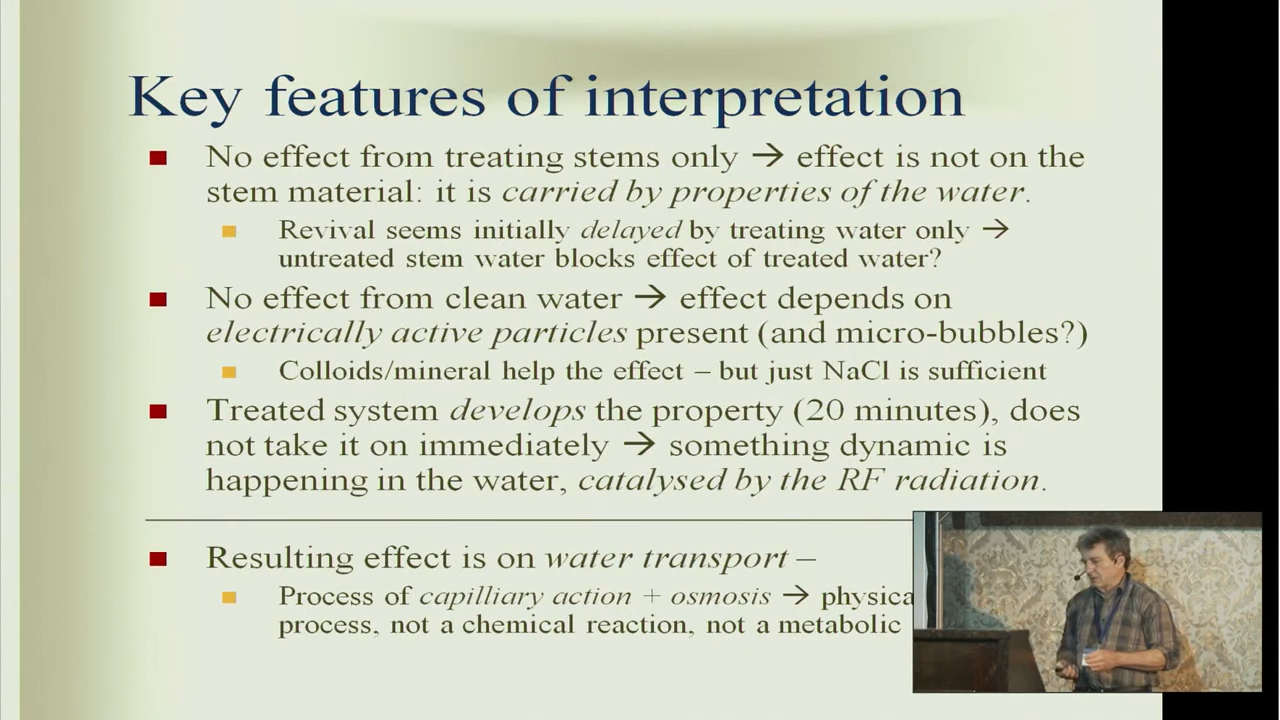 Key features of interpretation
No effect from treating stems only → effect is not on the
stem material: it is carried by properties of the water.
Revival seems initially delayed by treating water only →
untreated stem water blocks effect of treated water?
No effect from clean water → effect depends on
electrically active particles present (and micro-bubbles?)
Colloids/mineral help the effect – but just NaCl is sufficient
Treated system develops the property (20 minutes), does
not take it on immediately → something dynamic is
happening in the water, catalysed by the RF radiation.
Resulting effect is on water transport –
Process of capilliary action + osmosis → physica
process, not a chemical reaction, not a metabolic